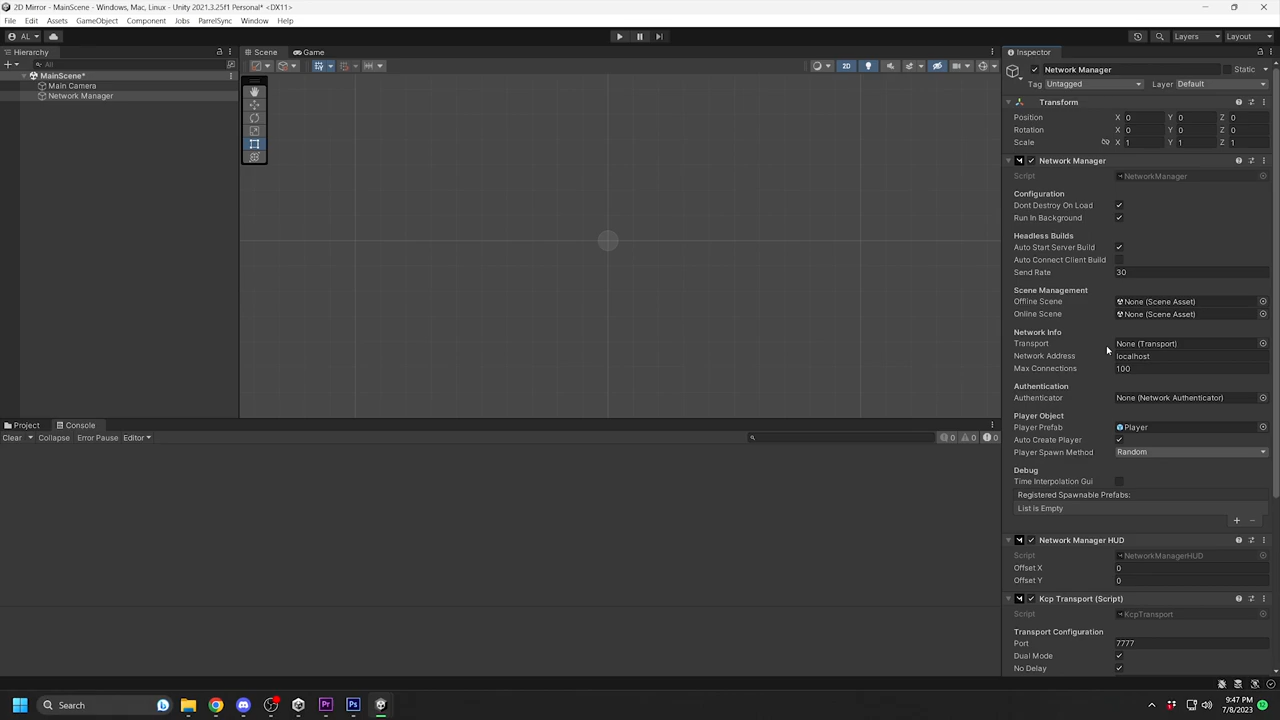 2D Mirror - MainScene - Windows, Mac, Linux - Unity 2021.3.25f1 Personal* <DX11>
File Edit Assets GameObject Component Jobs ParrelSync Window Help
AL Layers Layout
Hierarchy
All
MainScene*
Main Camera
Network Manager
Scene Game
2D
Project Console
Clear Collapse Error Pause Editor
0 0 0
Inspector
Network Manager Static
Tag Untagged Layer Default
Transform
Position X 0 Y 0 Z 0
Rotation X 0 Y 0 Z 0
Scale X 1 Y 1 Z 1
Network Manager
Script NetworkManager
Configuration
Dont Destroy On Load
Run In Background
Headless Builds
Auto Start Server Build
Auto Connect Client Build
Send Rate 30
Scene Management
Offline Scene None (Scene Asset)
Online Scene None (Scene Asset)
Network Info
Transport None (Transport)
Network Address localhost
Max Connections 100
Authentication
Authenticator None (Network Authenticator)
Player Object
Player Prefab Player
Auto Create Player
Player Spawn Method Random
Debug
Time Interpolation Gui
Registered Spawnable Prefabs:
List is Empty
Network Manager HUD
Script NetworkManagerHUD
Offset X 0
Offset Y 0
Kcp Transport (Script)
Script KcpTransport
Transport Configuration
Port 7777
Dual Mode
No Delay
Search
Pr Ps
9:47 PM
7/8/2023
12